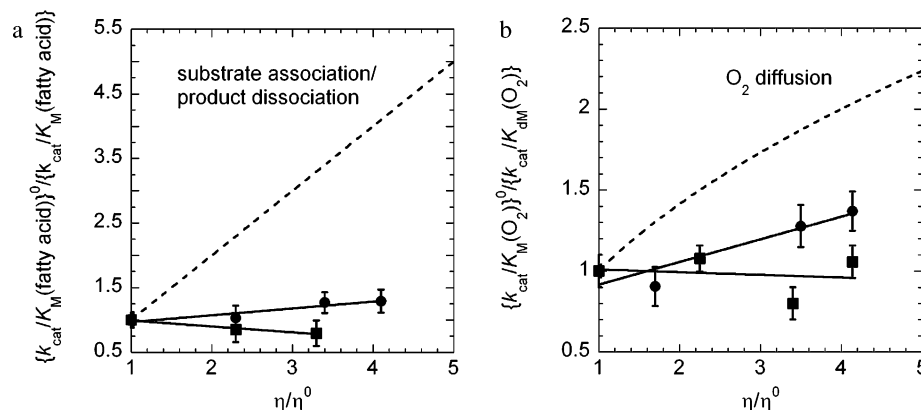 a
{k_cat/K_M(fatty acid)}^0/{k_cat/K_M(fatty acid)}
5.5
4.5
3.5
2.5
1.5
0.5
substrate association/
product dissociation
1 2 3 4 5
η/η^0
b
{k_cat/K_M(O_2)}^0/{k_cat/K_dM(O_2)}
2.5
2
1.5
1
0.5
O_2 diffusion
1 2 3 4 5
η/η^0